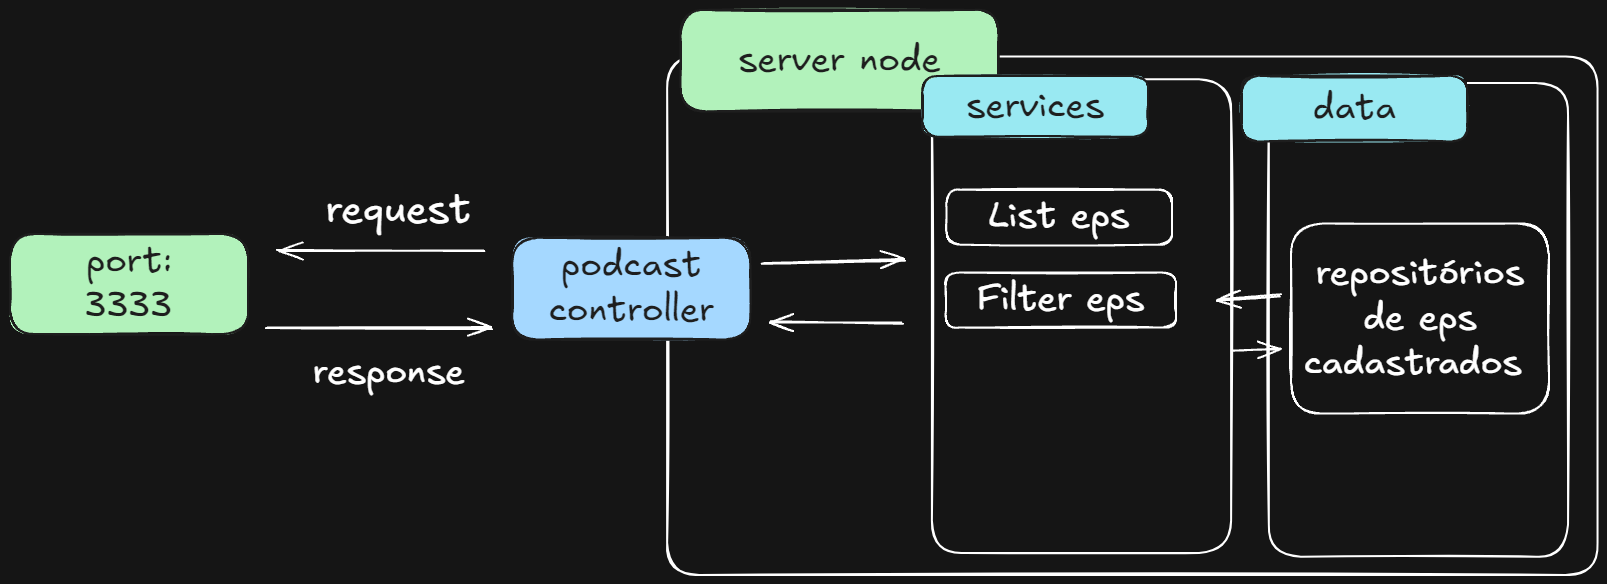 server node
services
data
request
List eps
port:
3333
podcast
controller
Filter eps
repositórios
de eps
cadastrados
response